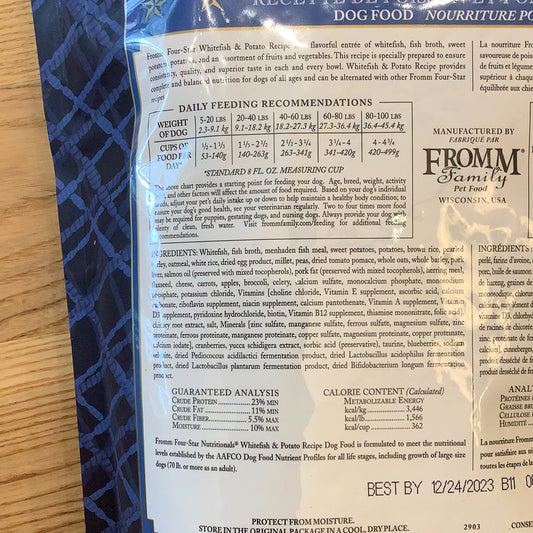 RECETTE DE
DOG FOOD NOURRITURE PO
Fromm Four-Star Whitefish & Potato Recipe flavorful entrée of whitefish, fish broth, sweet
potato, potatoes, and an assortment of fruits and vegetables. This recipe is specially prepared to ensure
consistency, quality, and superior taste in each and every bowl. Whitefish & Potato Recipe provides
complete and balanced nutrition for dogs of all ages and can be alternated with other Fromm Four-Star
recipes.
La nourriture Fromm
savoureuse de poisson
de fruits et légumes
supérieur à chaque
équilibrée aux chiens
DAILY FEEDING RECOMMENDATIONS
WEIGHT OF DOG 5-20 LBS 20-40 LBS 40-60 LBS 60-80 LBS 80-100 LBS
2.3-9.1 kg 9.1-18.2 kg 18.2-27.3 kg 27.3-36.4 kg 36.4-45.4 kg
CUPS OF FOOD PER DAY* ½ - 1 ½ 1 ½ - 2 ½ 2 ½ - 3 ¼ 3 ¼ - 4 4 - 4 ¾
53-140g 140-263g 263-341g 341-420g 420-499g
*STANDARD 8 FL. OZ. MEASURING CUP
The above chart provides a starting point for feeding your dog. Age, breed, weight, activity
and other factors will affect the amount of food required. Based on your dog's individual
needs, adjust your pet's daily intake up or down to help maintain a healthy body condition; to
ensure your dog's good health, see your veterinarian regularly. Two to four times more food
may be required for puppies, gestating dogs, and nursing dogs. Always provide your dog with
plenty of clean, fresh water. Visit frommfamily.com/feeding for additional feeding
recommendations.
MANUFACTURED BY
FABRIQUÉ PAR
FROMM
Family
Pet Food
WISCONSIN, USA
INGREDIENTS: Whitefish, fish broth, menhaden fish meal, sweet potatoes, potatoes, brown rice, pearled
barley, oatmeal, white rice, dried egg product, millet, peas, dried tomato pomace, whole oats, whole barley, pork
liver, salmon oil (preserved with mixed tocopherols), pork fat (preserved with mixed tocopherols), herring meal,
flaxseed, cheese, carrots, apples, broccoli, celery, calcium sulfate, monocalcium phosphate, monosodium
phosphate, potassium chloride, Vitamins [choline chloride, Vitamin E supplement, ascorbic acid, calcium
carbonate, riboflavin supplement, niacin supplement, calcium pantothenate, Vitamin A supplement, Vitamin
D3 supplement, pyridoxine hydrochloride, biotin, Vitamin B12 supplement, thiamine mononitrate, folic acid],
chicory root extract, salt, Minerals [zinc sulfate, manganese sulfate, ferrous sulfate, magnesium sulfate, zinc
proteinate, ferrous proteinate, manganese proteinate, copper sulfate, magnesium proteinate, copper proteinate,
calcium iodate], cranberries, yucca schidigera extract, sorbic acid (preservative), taurine, blueberries, sodium
selenite, dried Pediococcus acidilactici fermentation product, dried Lactobacillus acidophilus fermentation
product, dried Lactobacillus plantarum fermentation product, dried Bifidobacterium longum fermentation
product.
INGRÉDIENTS :
GUARANTEED ANALYSIS
CRUDE PROTEIN 23% MIN
CRUDE FAT 11% MIN
CRUDE FIBER 5.5% MAX
MOISTURE 10% MAX
CALORIE CONTENT (Calculated)
METABOLIZABLE ENERGY
kcal/kg 3,446
kcal/lb 1,566
kcal/cup 362
ANALY
PROTÉINES
GRAISSE BRU
CELLULOSE
HUMIDITÉ
Fromm Four-Star Nutritionals® Whitefish & Potato Recipe Dog Food is formulated to meet the nutritional
levels established by the AAFCO Dog Food Nutrient Profiles for all life stages, including growth of large size
dogs (70 lb. or more as an adult).
La nourriture Fromm
pour satisfaire aux
toutes les étapes de la
BEST BY 12/24/2023 B11
PROTECT FROM MOISTURE.
STORE IN THE ORIGINAL PACKAGE IN A COOL, DRY PLACE.
2903
CONSE